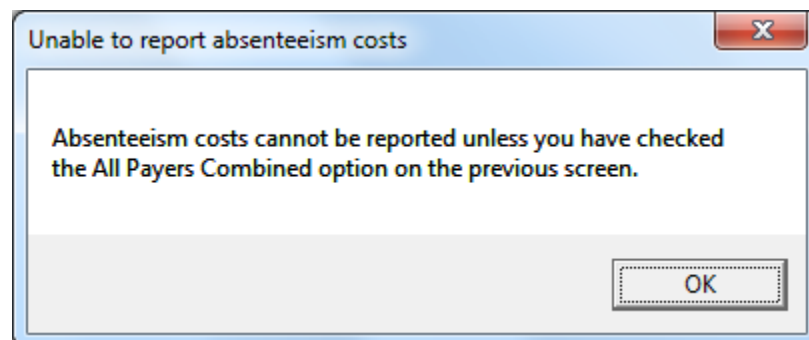 Unable to report absenteeism costs
Absenteeism costs cannot be reported unless you have checked
the All Payers Combined option on the previous screen.
OK